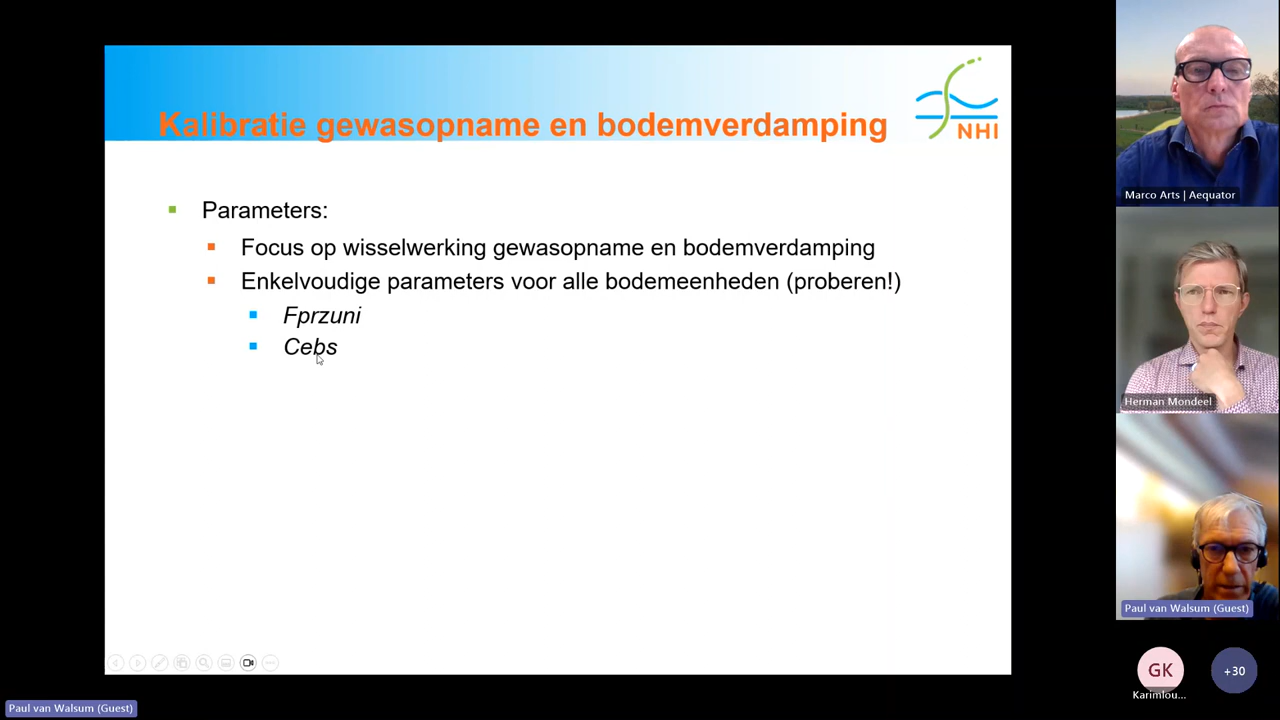 Kalibratie gewasopname en bodemverdamping
NHI
Parameters:
Focus op wisselwerking gewasopname en bodemverdamping
Enkelvoudige parameters voor alle bodemeenheden (proberen!)
Fprzuni
Cebs
Marco Arts | Aequator
Herman Mondeel
Paul van Walsum (Guest)
GK
+30
Karimlou...
Paul van Walsum (Guest)